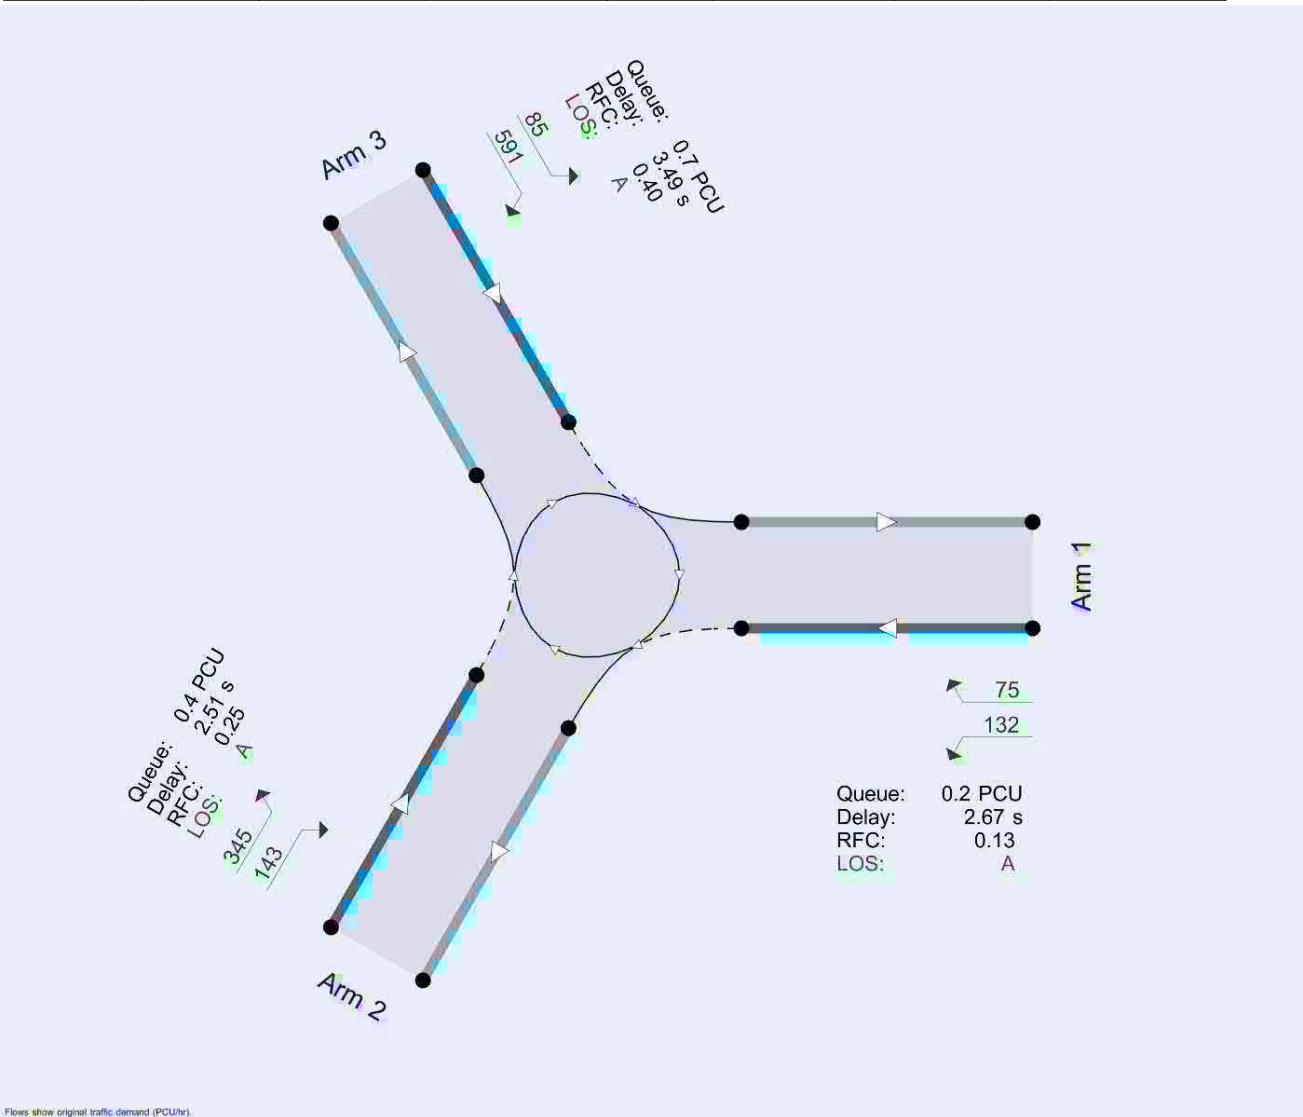 Arm 3
Queue: 0.7 PCU
Delay: 3.49 s
RFC: 0.40
LOS: A
85
591
Arm 1
75
132
Queue: 0.2 PCU
Delay: 2.67 s
RFC: 0.13
LOS: A
Queue: 0.4 PCU
Delay: 2.51 s
RFC: 0.25
LOS: A
345
143
Arm 2
Flows show original traffic demand (PCU/hr).